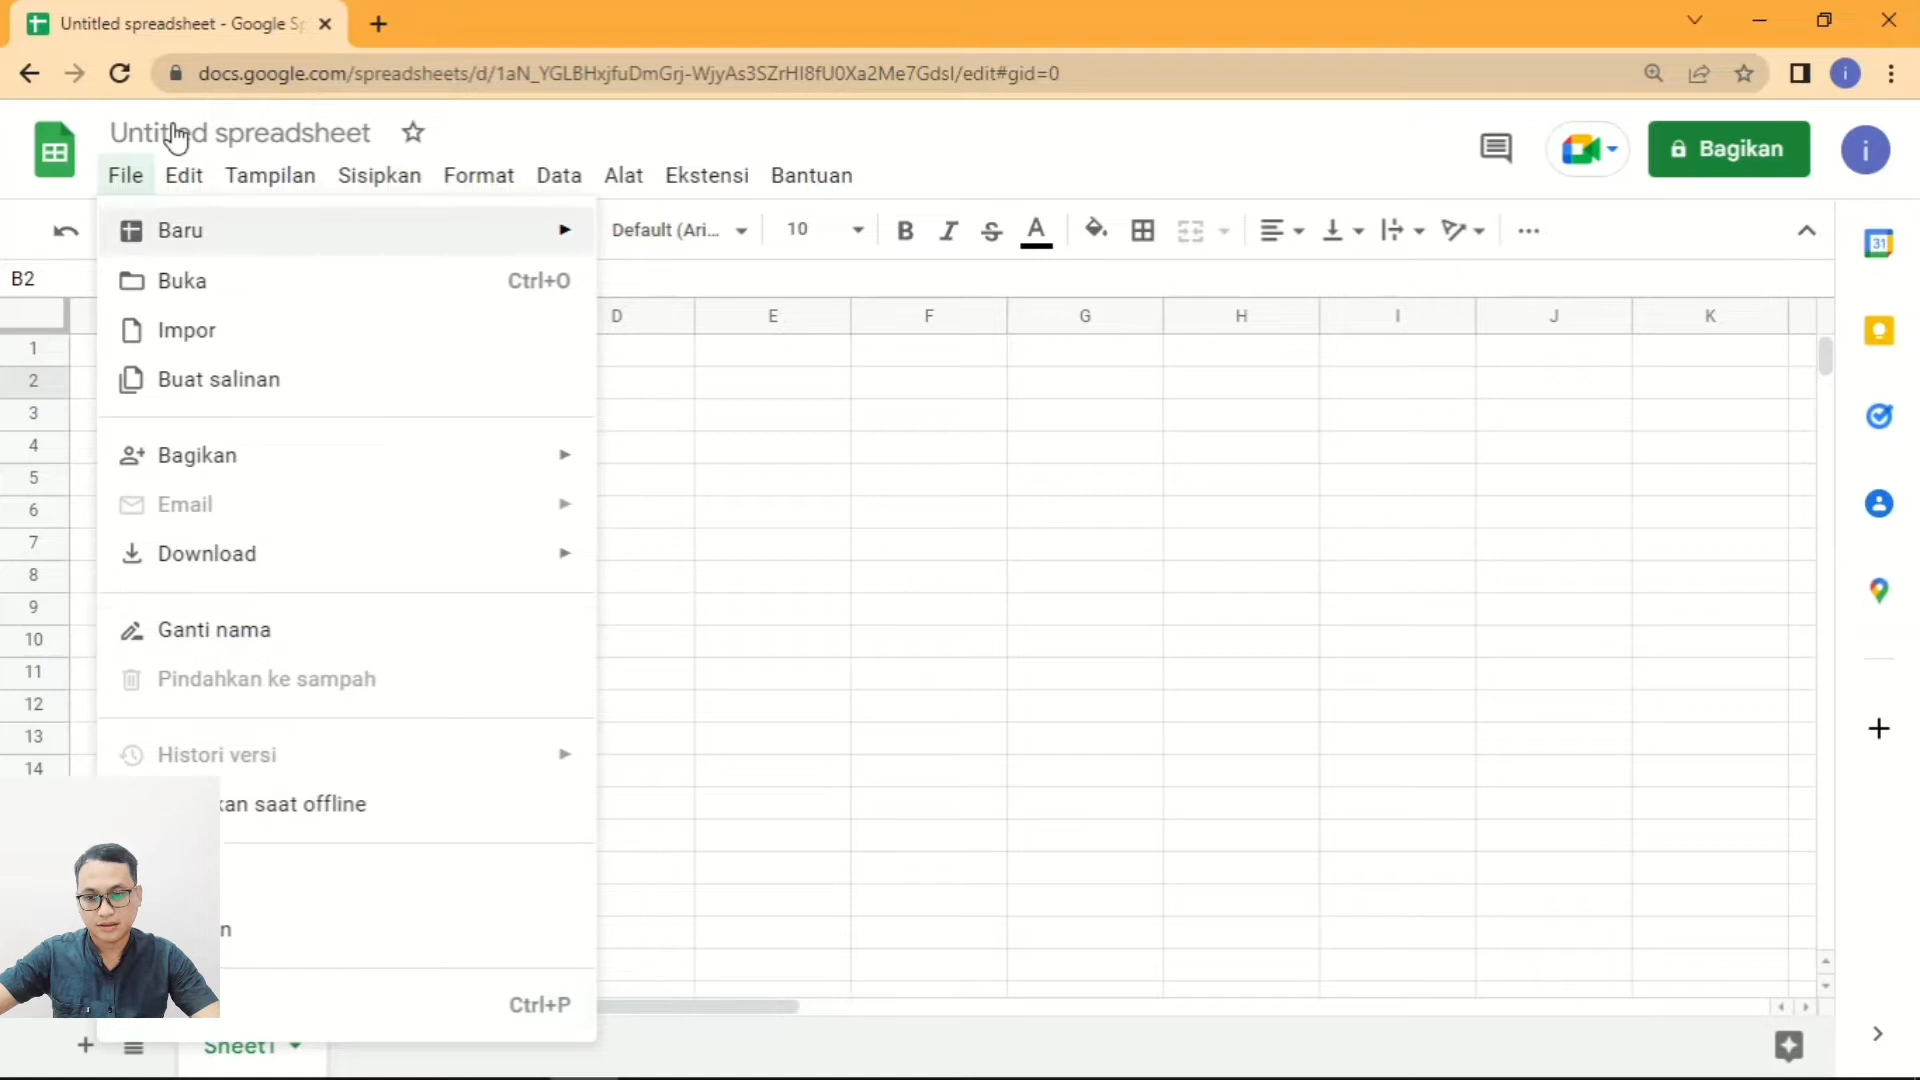 Untitled spreadsheet - Google Sp
docs.google.com/spreadsheets/d/1aN_YGLBHxjfuDmGrj-WjyAs3SZrHI8fU0Xa2Me7GdsI/edit#gid=0
i
Untitled spreadsheet
Bagikan
i
File Edit Tampilan Sisipkan Format Data Alat Ekstensi Bantuan
Baru
Default (Ari... 10 B I S A
31
B2
Buka Ctrl+O
Impor
Buat salinan
Bagikan
Email
Download
Ganti nama
Pindahkan ke sampah
Histori versi
kan saat offline
n
Ctrl+P
D E F G H I J K
1
2
3
4
5
6
7
8
9
10
11
12
13
14
Sheet1